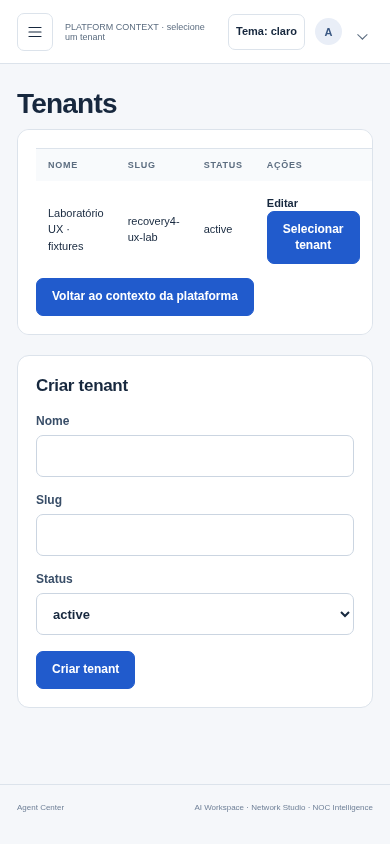 PLATFORM CONTEXT · selecione
um tenant
Tema: claro
A
Tenants
NOME SLUG STATUS AÇÕES
Laboratório
UX ·
fixtures
recovery4-
ux-lab
active
Editar
Selecionar
tenant
Voltar ao contexto da plataforma
Criar tenant
Nome
Slug
Status
active
Criar tenant
Agent Center
AI Workspace · Network Studio · NOC Intelligence